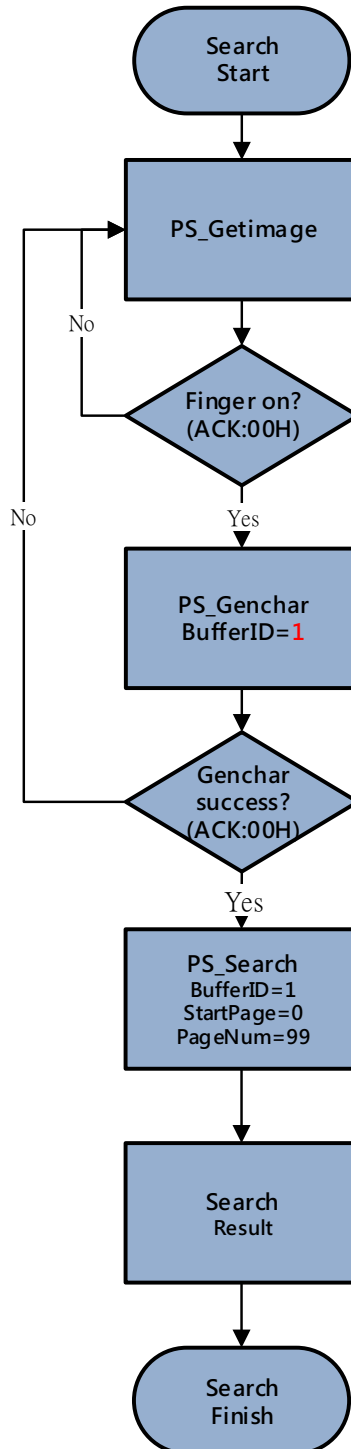 Search
Start
PS_Getimage
No
Finger on?
(ACK:00H)
No
Yes
PS_Genchar
BufferID=1
Genchar
success?
(ACK:00H)
Yes
PS_Search
BufferID=1
StartPage=0
PageNum=99
Search
Result
Search
Finish